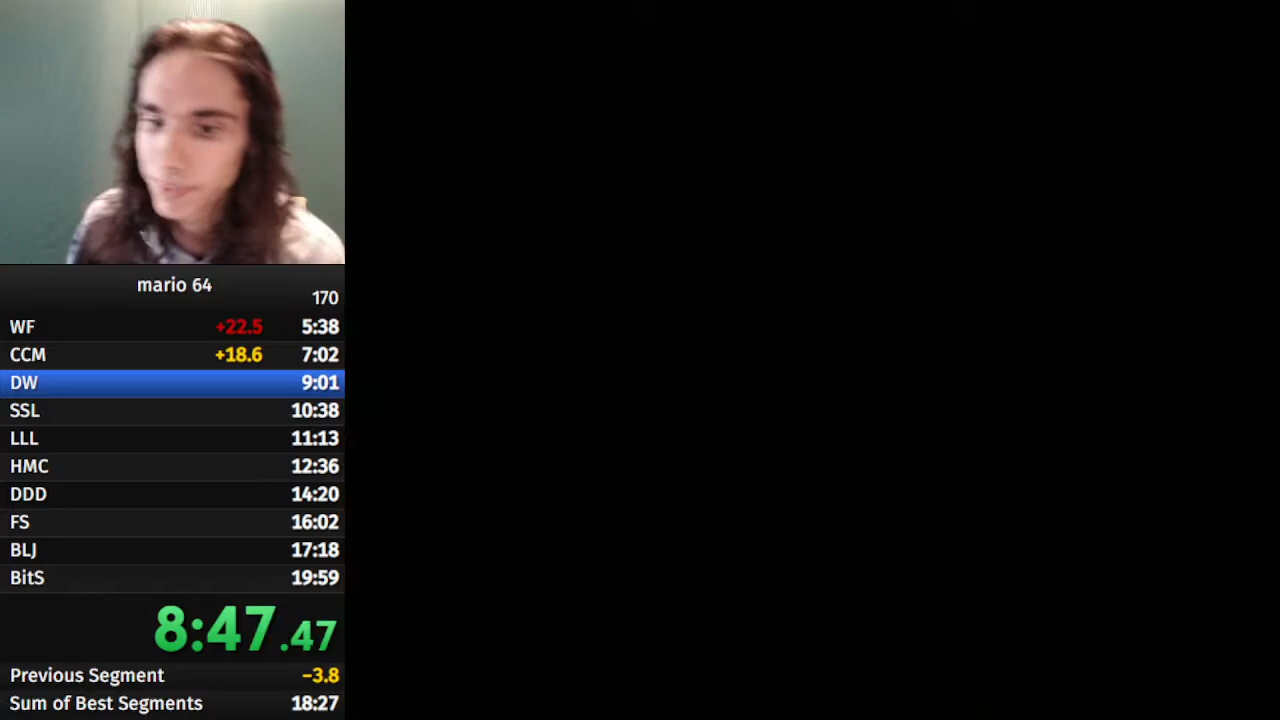 mario 64
170
WF +22.5 5:38
CCM +18.6 7:02
DW 9:01
SSL 10:38
LLL 11:13
HMC 12:36
DDD 14:20
FS 16:02
BLJ 17:18
BitS 19:59
8:47.47
Previous Segment −3.8
Sum of Best Segments 18:27